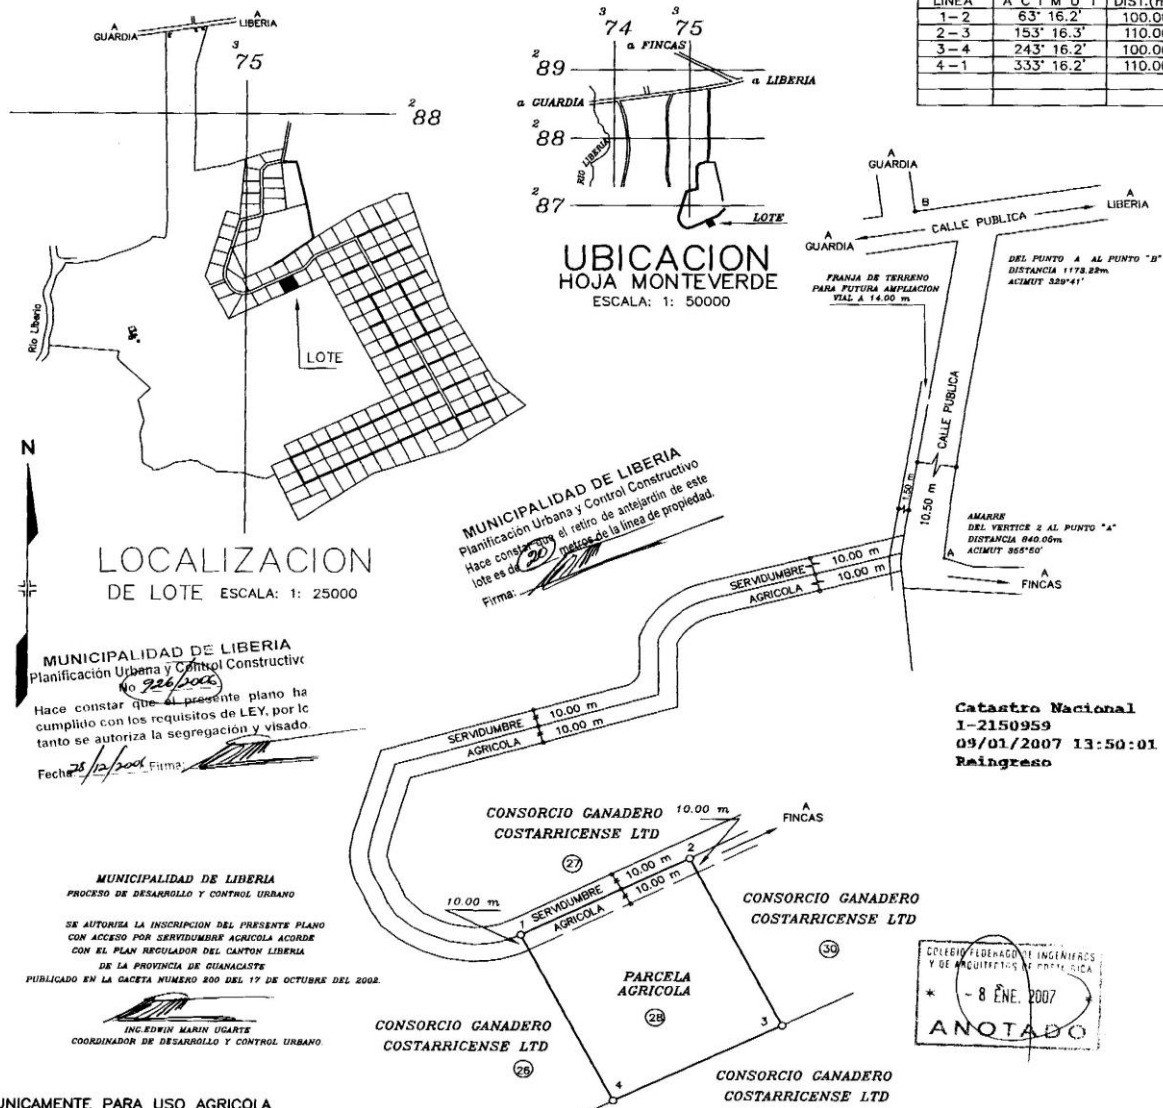 LINEA A C I M U T DIST.(m
1-2 63° 16.2' 100.0
2-3 153° 16.3' 110.0
3-4 243° 16.2' 100.0
4-1 333° 16.2' 110.0
A
GUARDIA
A
LIBERIA
3
75
2
88
Río Liberio
LOTE
N
LOCALIZACION
DE LOTE ESCALA: 1: 25000
3
74
3
75
a FINCAS
2
89
a LIBERIA
a GUARDIA
2
88
RIO LIBERIA
2
87
LOTE
UBICACION
HOJA MONTEVERDE
ESCALA: 1: 50000
A
GUARDIA
B
A
LIBERIA
CALLE PUBLICA
A
GUARDIA
DEL PUNTO A AL PUNTO "B"
DISTANCIA 1173.22m
ACIMUT 329°41'
FRANJA DE TERRENO
PARA FUTURA AMPLIACION
VIAL A 14.00 m
CALLE PUBLICA
1.50 m
10.50 m
AMARRE
DEL VERTICE 2 AL PUNTO "A"
DISTANCIA 840.06m
ACIMUT 355°50'
A
A
FINCAS
MUNICIPALIDAD DE LIBERIA
Planificación Urbana y Control Constructivo
Hace constar que el retiro de antejardin de este
lote es de 20 metros de la línea de propiedad.
Firma:
SERVIDUMBRE 10.00 m
AGRICOLA 10.00 m
MUNICIPALIDAD DE LIBERIA
Planificación Urbana y Control Constructivo
No 926/2006
Hace constar que el presente plano ha
cumplido con los requisitos de LEY, por lo
tanto se autoriza la segregación y visado.
Fecha 28/12/2006 Firma:
SERVIDUMBRE 10.00 m
AGRICOLA 10.00 m
Catastro Nacional
1-2150959
09/01/2007 13:50:01
Reingreso
CONSORCIO GANADERO
COSTARRICENSE LTD
27
10.00 m
A
FINCAS
2
SERVIDUMBRE 10.00 m
AGRICOLA 10.00 m
10.00 m
1
MUNICIPALIDAD DE LIBERIA
PROCESO DE DESARROLLO Y CONTROL URBANO
SE AUTORIZA LA INSCRIPCION DEL PRESENTE PLANO
CON ACCESO POR SERVIDUMBRE AGRICOLA ACORDE
CON EL PLAN REGULADOR DEL CANTON LIBERIA
DE LA PROVINCIA DE GUANACASTE
PUBLICADO EN LA GACETA NUMERO 200 DEL 17 DE OCTUBRE DEL 2002.
ING.EDWIN MARIN UGARTE
COORDINADOR DE DESARROLLO Y CONTROL URBANO
CONSORCIO GANADERO
COSTARRICENSE LTD
30
PARCELA
AGRICOLA
28
3
CONSORCIO GANADERO
COSTARRICENSE LTD
26
4
CONSORCIO GANADERO
COSTARRICENSE LTD
COLEGIO FEDERADO DE INGENIEROS
Y DE ARQUITECTOS DE COSTA RICA
* - 8 ENE. 2007 *
ANOTADO
UNICAMENTE PARA USO AGRICOLA